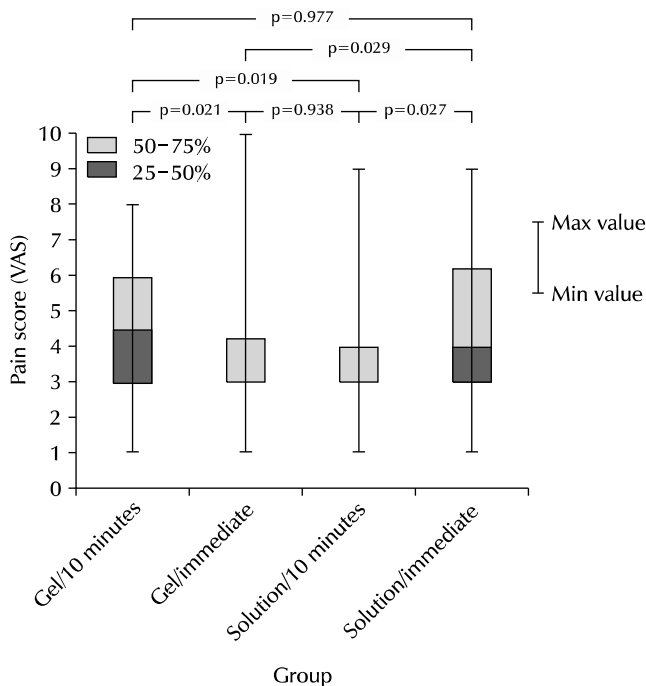 p=0.977
p=0.029
p=0.019
p=0.021 p=0.938 p=0.027
10
50–75%
9
25–50%
8
7
6
5
4
3
2
1
0
Pain score (VAS)
Max value
Min value
Gel/10 minutes
Gel/immediate
Solution/10 minutes
Solution/immediate
Group